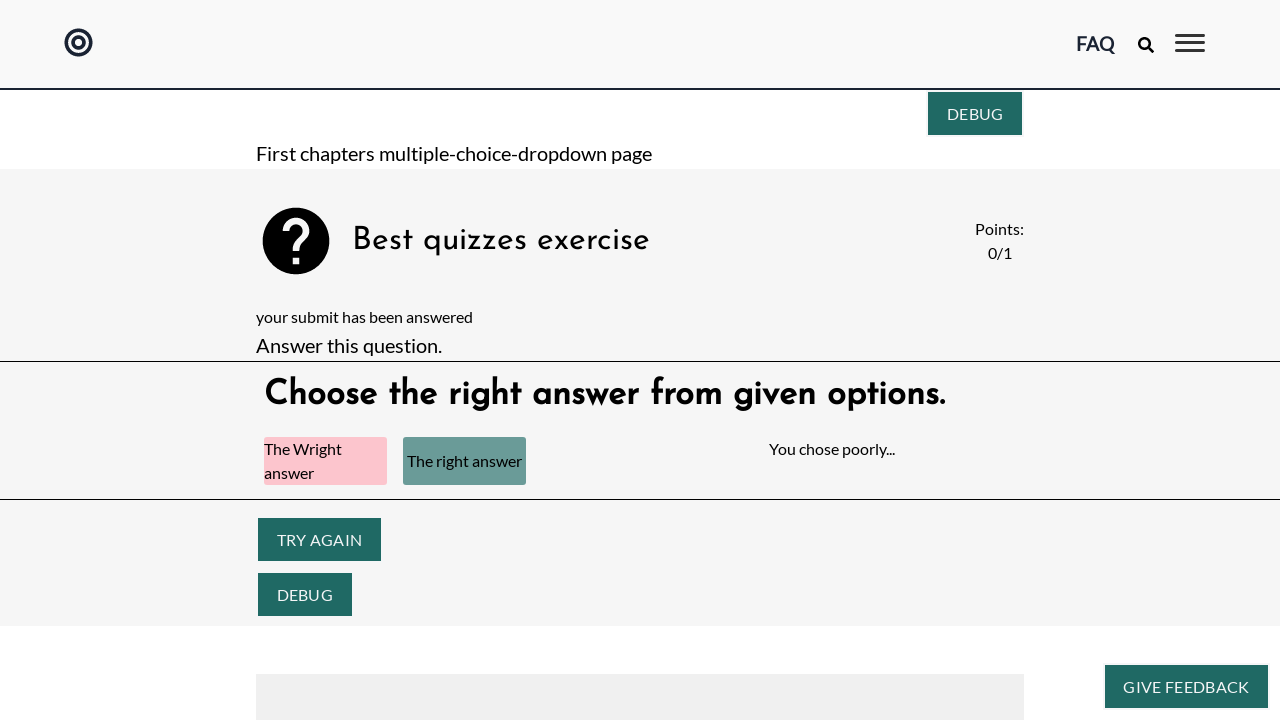 FAQ
DEBUG
First chapters multiple-choice-dropdown page
Best quizzes exercise
Points:
0/1
your submit has been answered
Answer this question.
Choose the right answer from given options.
The Wright
answer
The right answer
You chose poorly...
TRY AGAIN
DEBUG
GIVE FEEDBACK